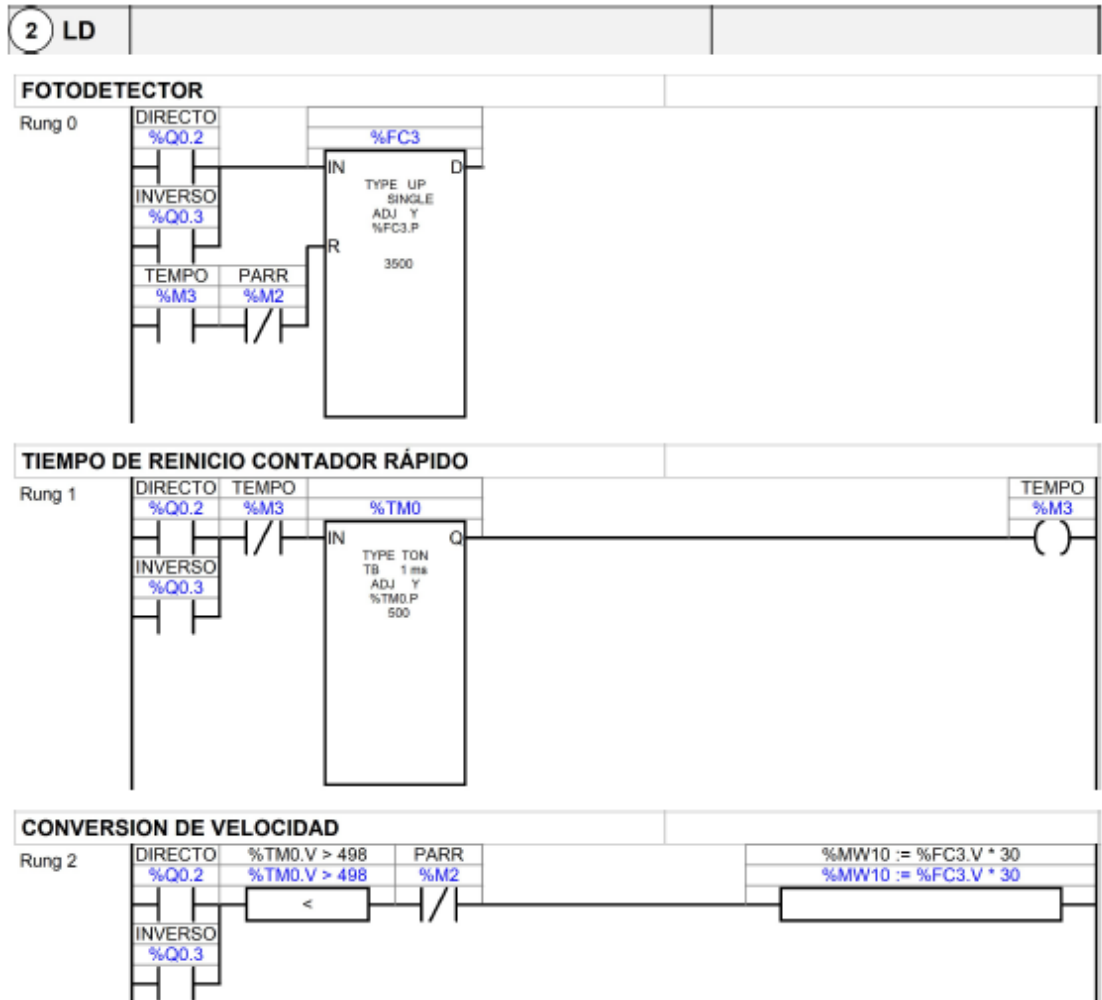 2 LD
FOTODETECTOR
Rung 0
DIRECTO
%Q0.2
%FC3
IN D
TYPE UP
SINGLE
ADJ Y
%FC3.P
3500
INVERSO
%Q0.3
R
TEMPO PARR
%M3 %M2
TIEMPO DE REINICIO CONTADOR RÁPIDO
Rung 1
DIRECTO TEMPO TEMPO
%Q0.2 %M3 %TM0 %M3
IN Q
TYPE TON
TB 1 ms
ADJ Y
%TM0.P
500
INVERSO
%Q0.3
CONVERSION DE VELOCIDAD
Rung 2
DIRECTO %TM0.V > 498 PARR %MW10 := %FC3.V * 30
%Q0.2 %TM0.V > 498 %M2 %MW10 := %FC3.V * 30
<
INVERSO
%Q0.3